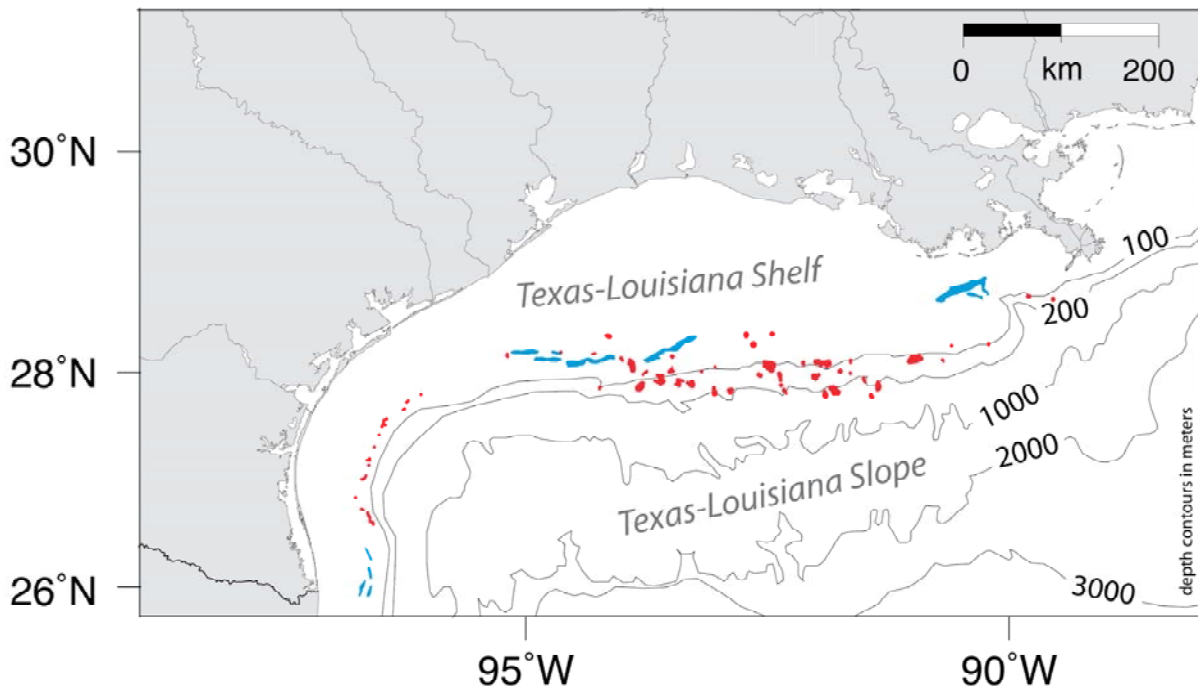 0 km 200
30°N
100
Texas-Louisiana Shelf
200
28°N
1000
2000
Texas-Louisiana Slope
depth contours in meters
26°N
3000
95°W
90°W